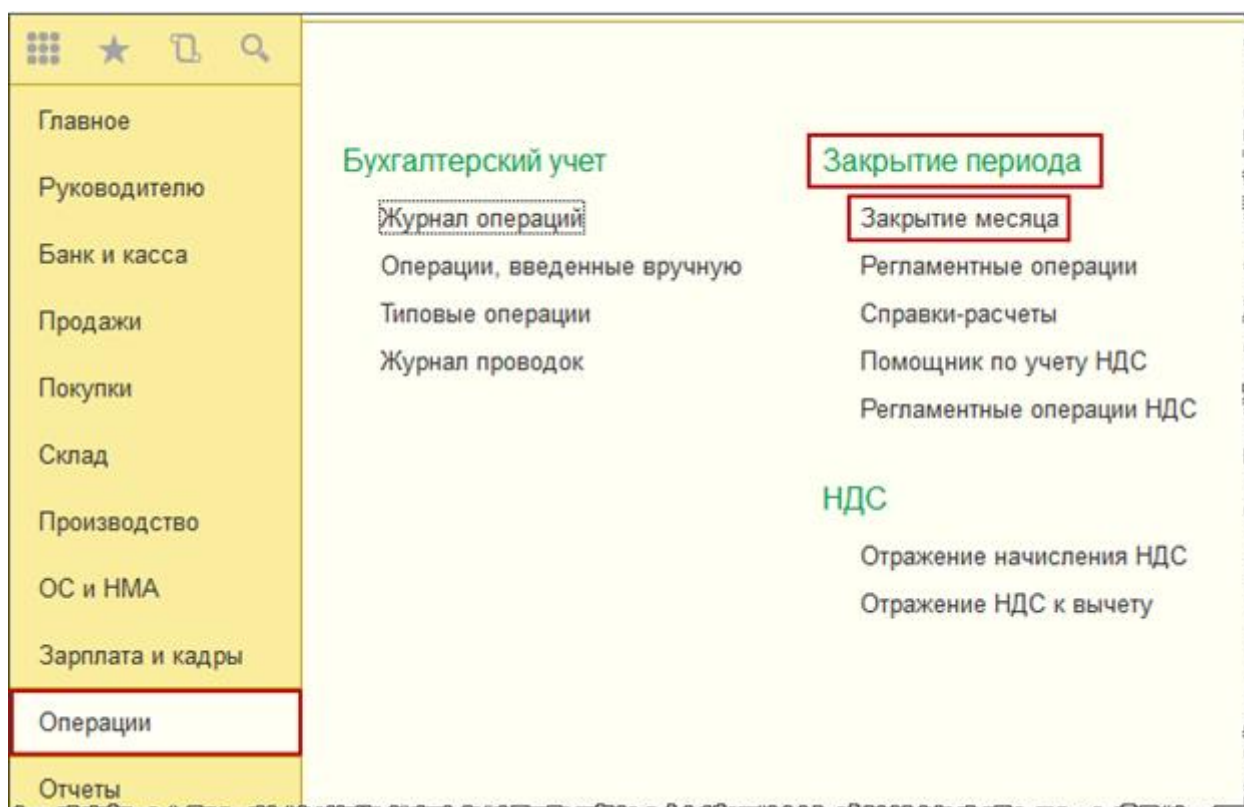 Главное
Руководителю
Банк и касса
Продажи
Покупки
Склад
Производство
ОС и НМА
Зарплата и кадры
Операции
Отчеты
Бухгалтерский учет
Журнал операций
Операции, введенные вручную
Типовые операции
Журнал проводок
Закрытие периода
Закрытие месяца
Регламентные операции
Справки-расчеты
Помощник по учету НДС
Регламентные операции НДС
НДС
Отражение начисления НДС
Отражение НДС к вычету